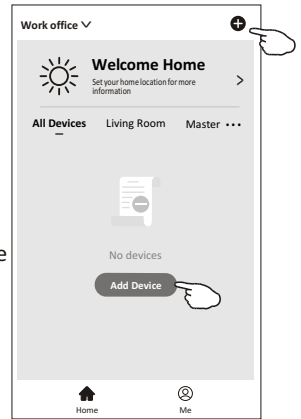 Work office
Welcome Home
Set your home location for more
information
All Devices Living Room Master •••
No devices
e
Add Device
Home Me